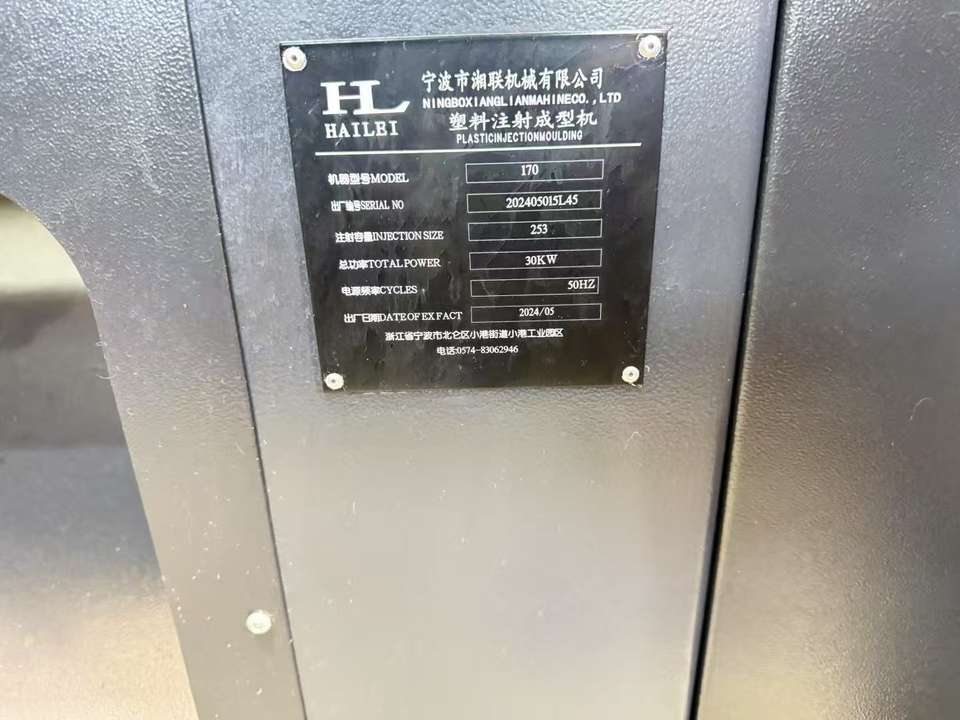 宁波市湘联机械有限公司
NINGBOXIANGLIANMAHINECO.,LTD
HL
HAILEI
塑料注射成型机
PLASTICINJECTIONMOULDING
机器型号MODEL 170
出厂编号SERIAL NO 202405015L45
注射容量INJECTION SIZE 253
总功率TOTAL POWER 30KW
电源频率CYCLES 50HZ
出厂日期DATE OF EX FACT 2024/05
浙江省宁波市北仑区小港街道小港工业园区
电话:0574-83062946